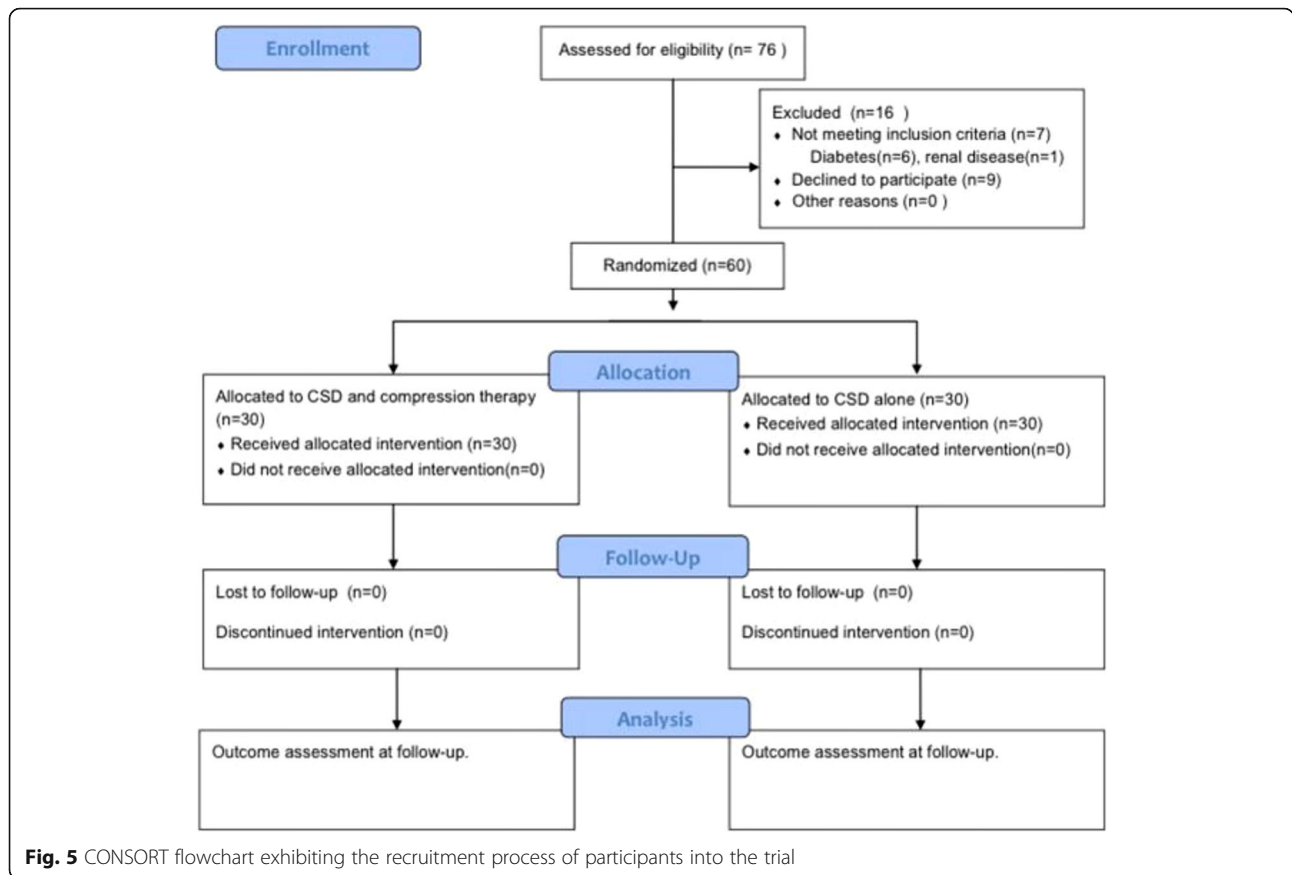 Enrollment
Assessed for eligibility (n= 76 )
Excluded (n=16 )
♦ Not meeting inclusion criteria (n=7)
Diabetes(n=6), renal disease(n=1)
♦ Declined to participate (n=9)
♦ Other reasons (n=0 )
Randomized (n=60)
Allocation
Allocated to CSD and compression therapy
(n=30)
♦ Received allocated intervention (n=30)
♦ Did not receive allocated intervention(n=0)
Allocated to CSD alone (n=30)
♦ Received allocated intervention (n=30)
♦ Did not receive allocated intervention(n=0)
Follow-Up
Lost to follow-up (n=0)
Discontinued intervention (n=0)
Lost to follow-up (n=0)
Discontinued intervention (n=0)
Analysis
Outcome assessment at follow-up.
Outcome assessment at follow-up.
Fig. 5 CONSORT flowchart exhibiting the recruitment process of participants into the trial